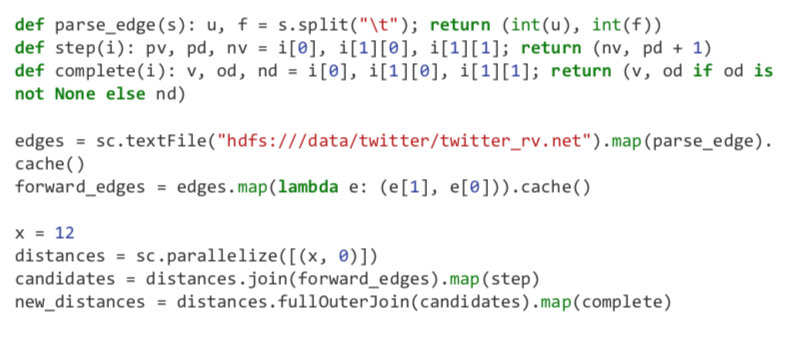 def parse_edge(s): u, f = s.split("\t"); return (int(u), int(f))
def step(i): pv, pd, nv = i[0], i[1][0], i[1][1]; return (nv, pd + 1)
def complete(i): v, od, nd = i[0], i[1][0], i[1][1]; return (v, od if od is
not None else nd)
edges = sc.textFile("hdfs:///data/twitter/twitter_rv.net").map(parse_edge).
cache()
forward_edges = edges.map(lambda e: (e[1], e[0])).cache()
x = 12
distances = sc.parallelize([(x, 0)])
candidates = distances.join(forward_edges).map(step)
new_distances = distances.fullOuterJoin(candidates).map(complete)